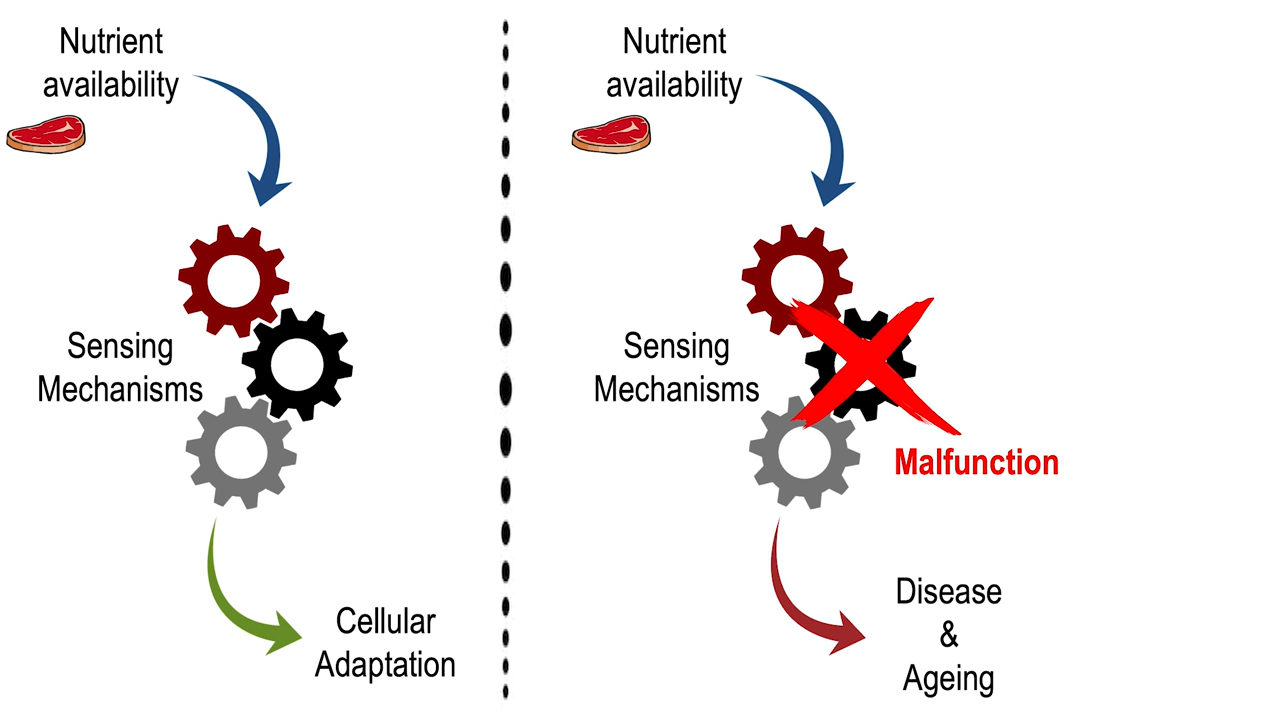 Nutrient
availability
Sensing
Mechanisms
Cellular
Adaptation
Nutrient
availability
Sensing
Mechanisms
Malfunction
Disease
&
Ageing